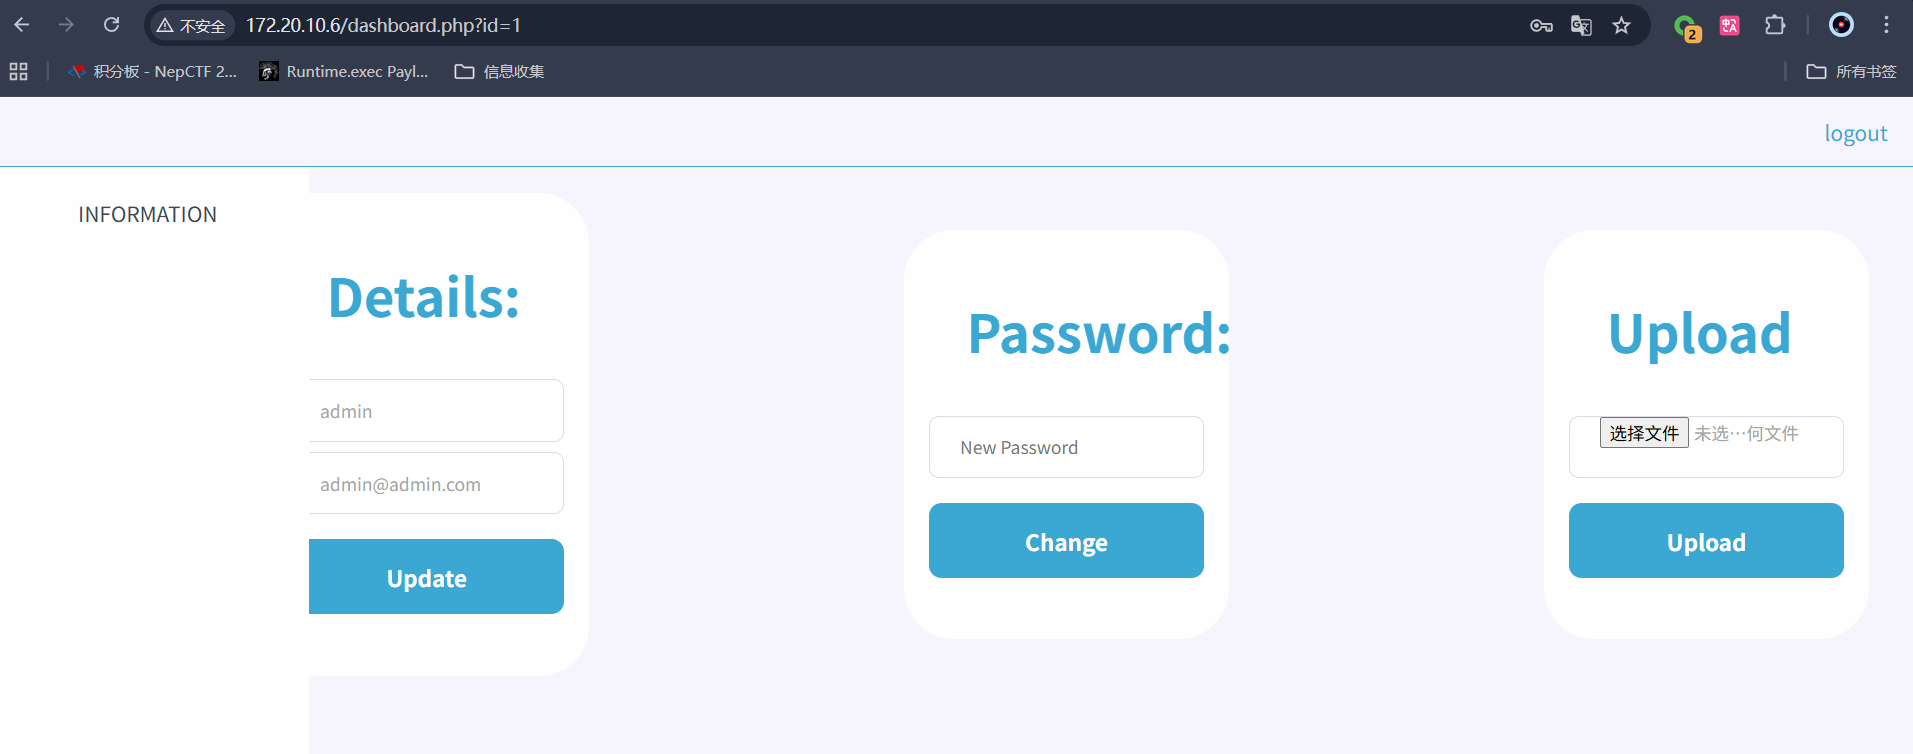 不安全 172.20.10.6/dashboard.php?id=1
2
积分板 - NepCTF 2... Runtime.exec Payl... 信息收集 所有书签
logout
INFORMATION
Details:
admin
admin@admin.com
Update
Password:
New Password
Change
Upload
选择文件 未选…何文件
Upload